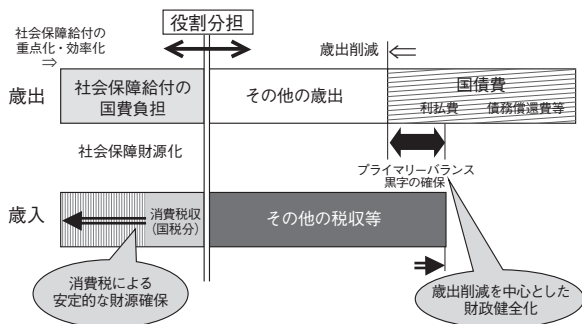 役割分担
社会保障給付の
重点化・効率化
⇒
歳出削減
歳出
社会保障給付の
国費負担
その他の歳出
国債費
利払費 債務償還費等
社会保障財源化
プライマリーバランス
黒字の確保
歳入
消費税収
(国税分)
その他の税収等
消費税による
安定的な財源確保
歳出削減を中心とした
財政健全化